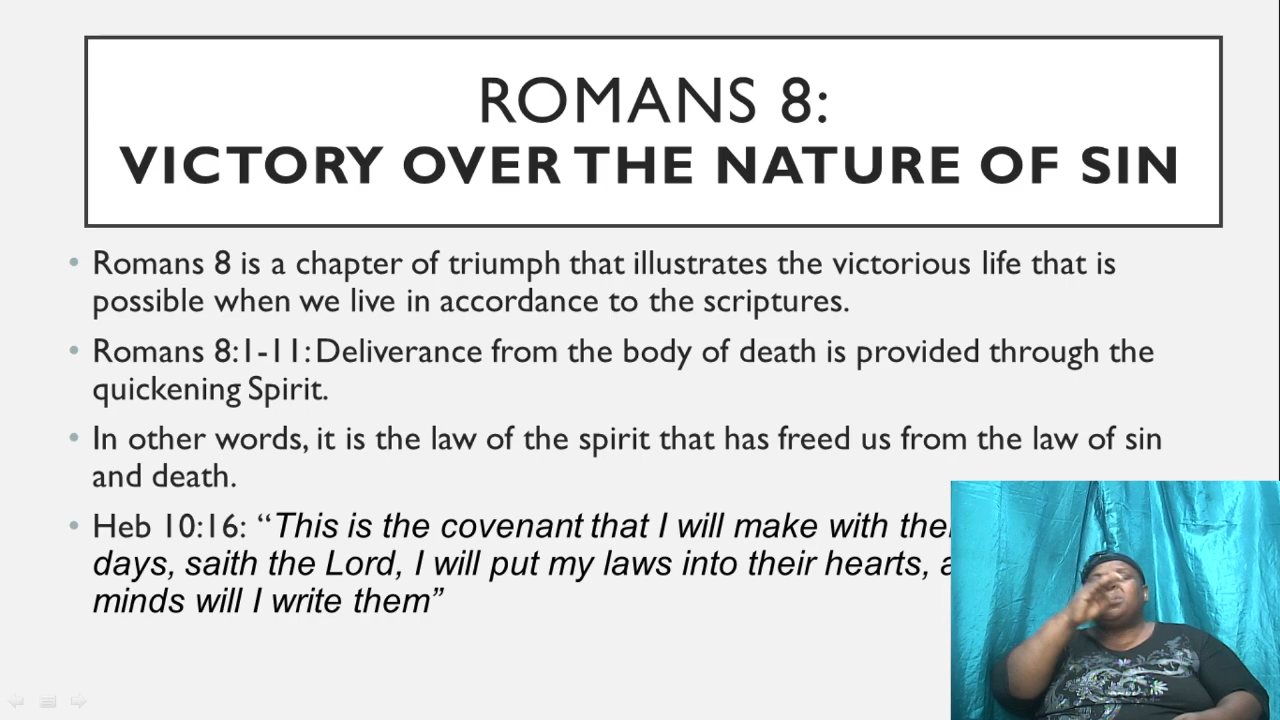 ROMANS 8:
VICTORY OVER THE NATURE OF SIN
• Romans 8 is a chapter of triumph that illustrates the victorious life that is
possible when we live in accordance to the scriptures.
• Romans 8:1-11: Deliverance from the body of death is provided through the
quickening Spirit.
• In other words, it is the law of the spirit that has freed us from the law of sin
and death.
• Heb 10:16: “This is the covenant that I will make with
days, saith the Lord, I will put my laws into their hearts,
minds will I write them”